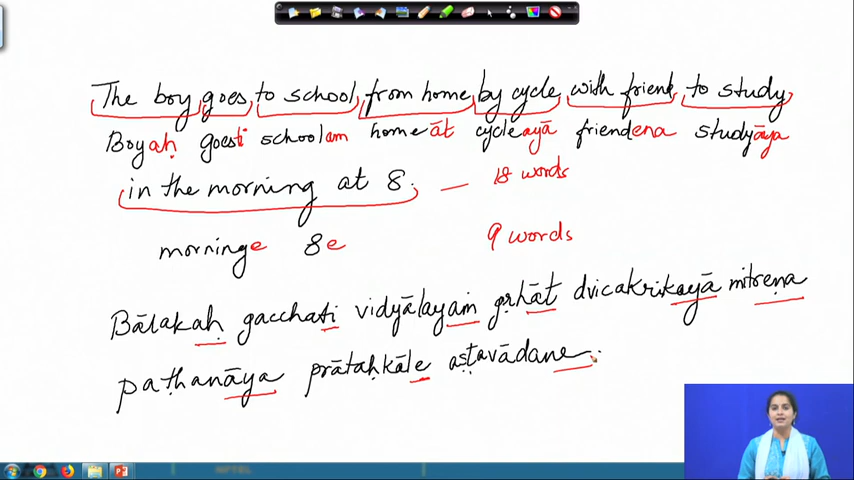 The boy goes to school from home by cycle with friend to study
Boyaḥ goesti schoolam homeāt cycleayā friendena studyāya
in the morning at 8. — 18 words
morninge 8e 9 words
Bālakaḥ gacchati vidyālayaṁ gṛhāt dvicakrikayā mitreṇa
paṭhanāya prātaḥkāle aṣṭavādane
NPTEL